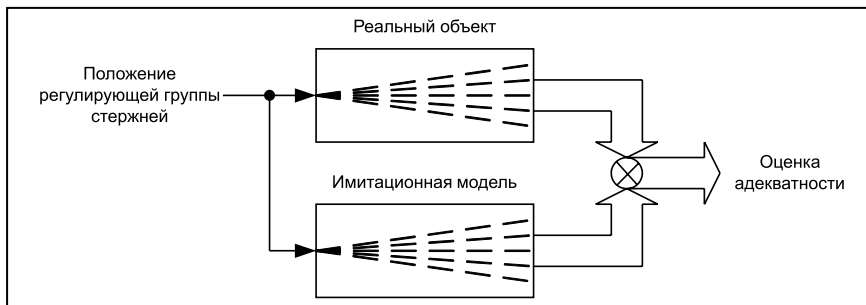 Реальный объект
Положение
регулирующей группы
стержней
Имитационная модель
Оценка
адекватности